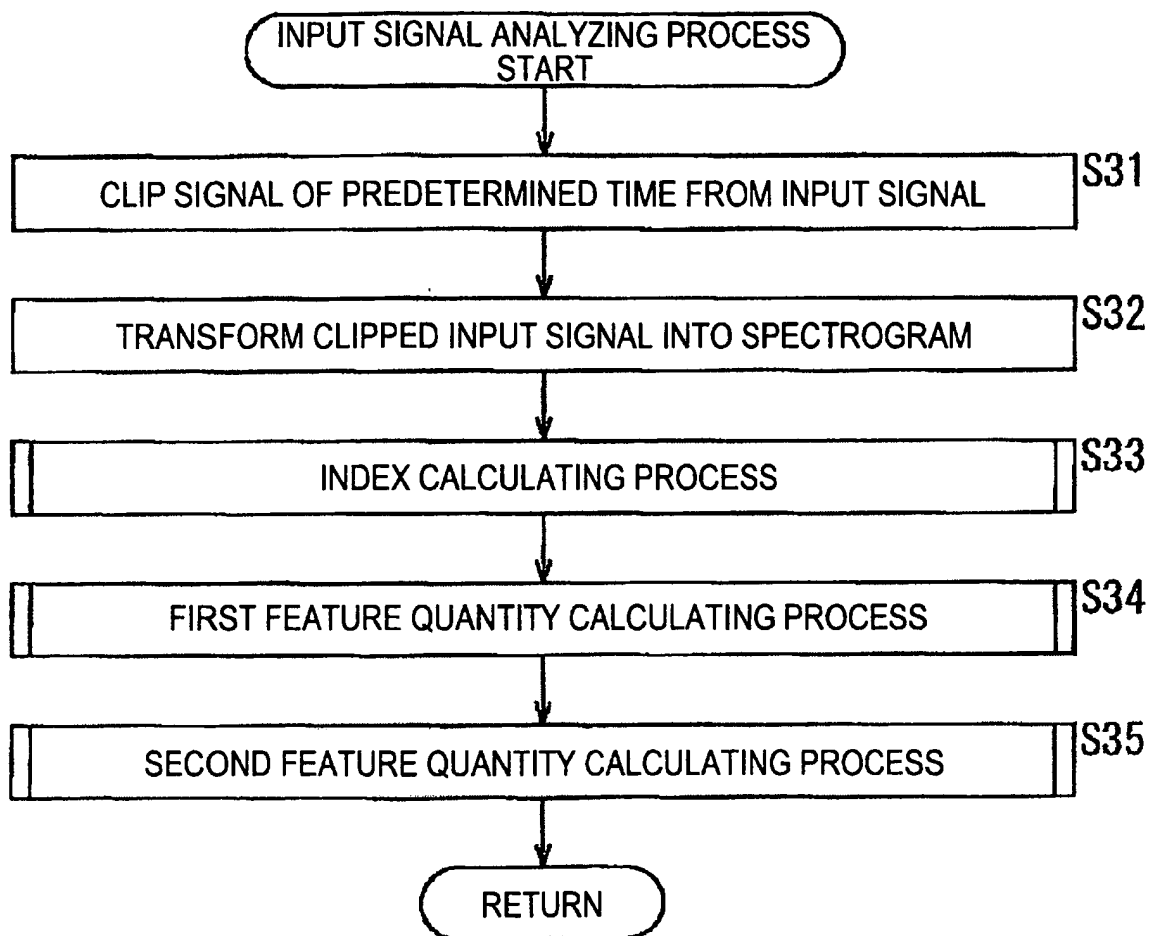 INPUT SIGNAL ANALYZING PROCESS
START
CLIP SIGNAL OF PREDETERMINED TIME FROM INPUT SIGNAL
S31
TRANSFORM CLIPPED INPUT SIGNAL INTO SPECTROGRAM
S32
INDEX CALCULATING PROCESS
S33
FIRST FEATURE QUANTITY CALCULATING PROCESS
S34
SECOND FEATURE QUANTITY CALCULATING PROCESS
S35
RETURN